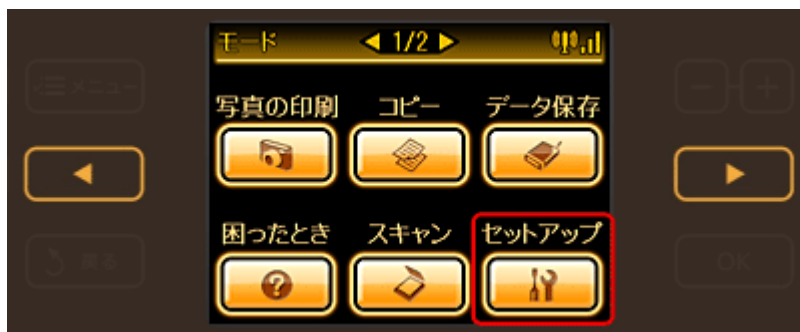 モード ◀ 1/2 ▶
メニュー
− +
写真の印刷 コピー データ保存
困ったとき スキャン セットアップ
戻る
OK